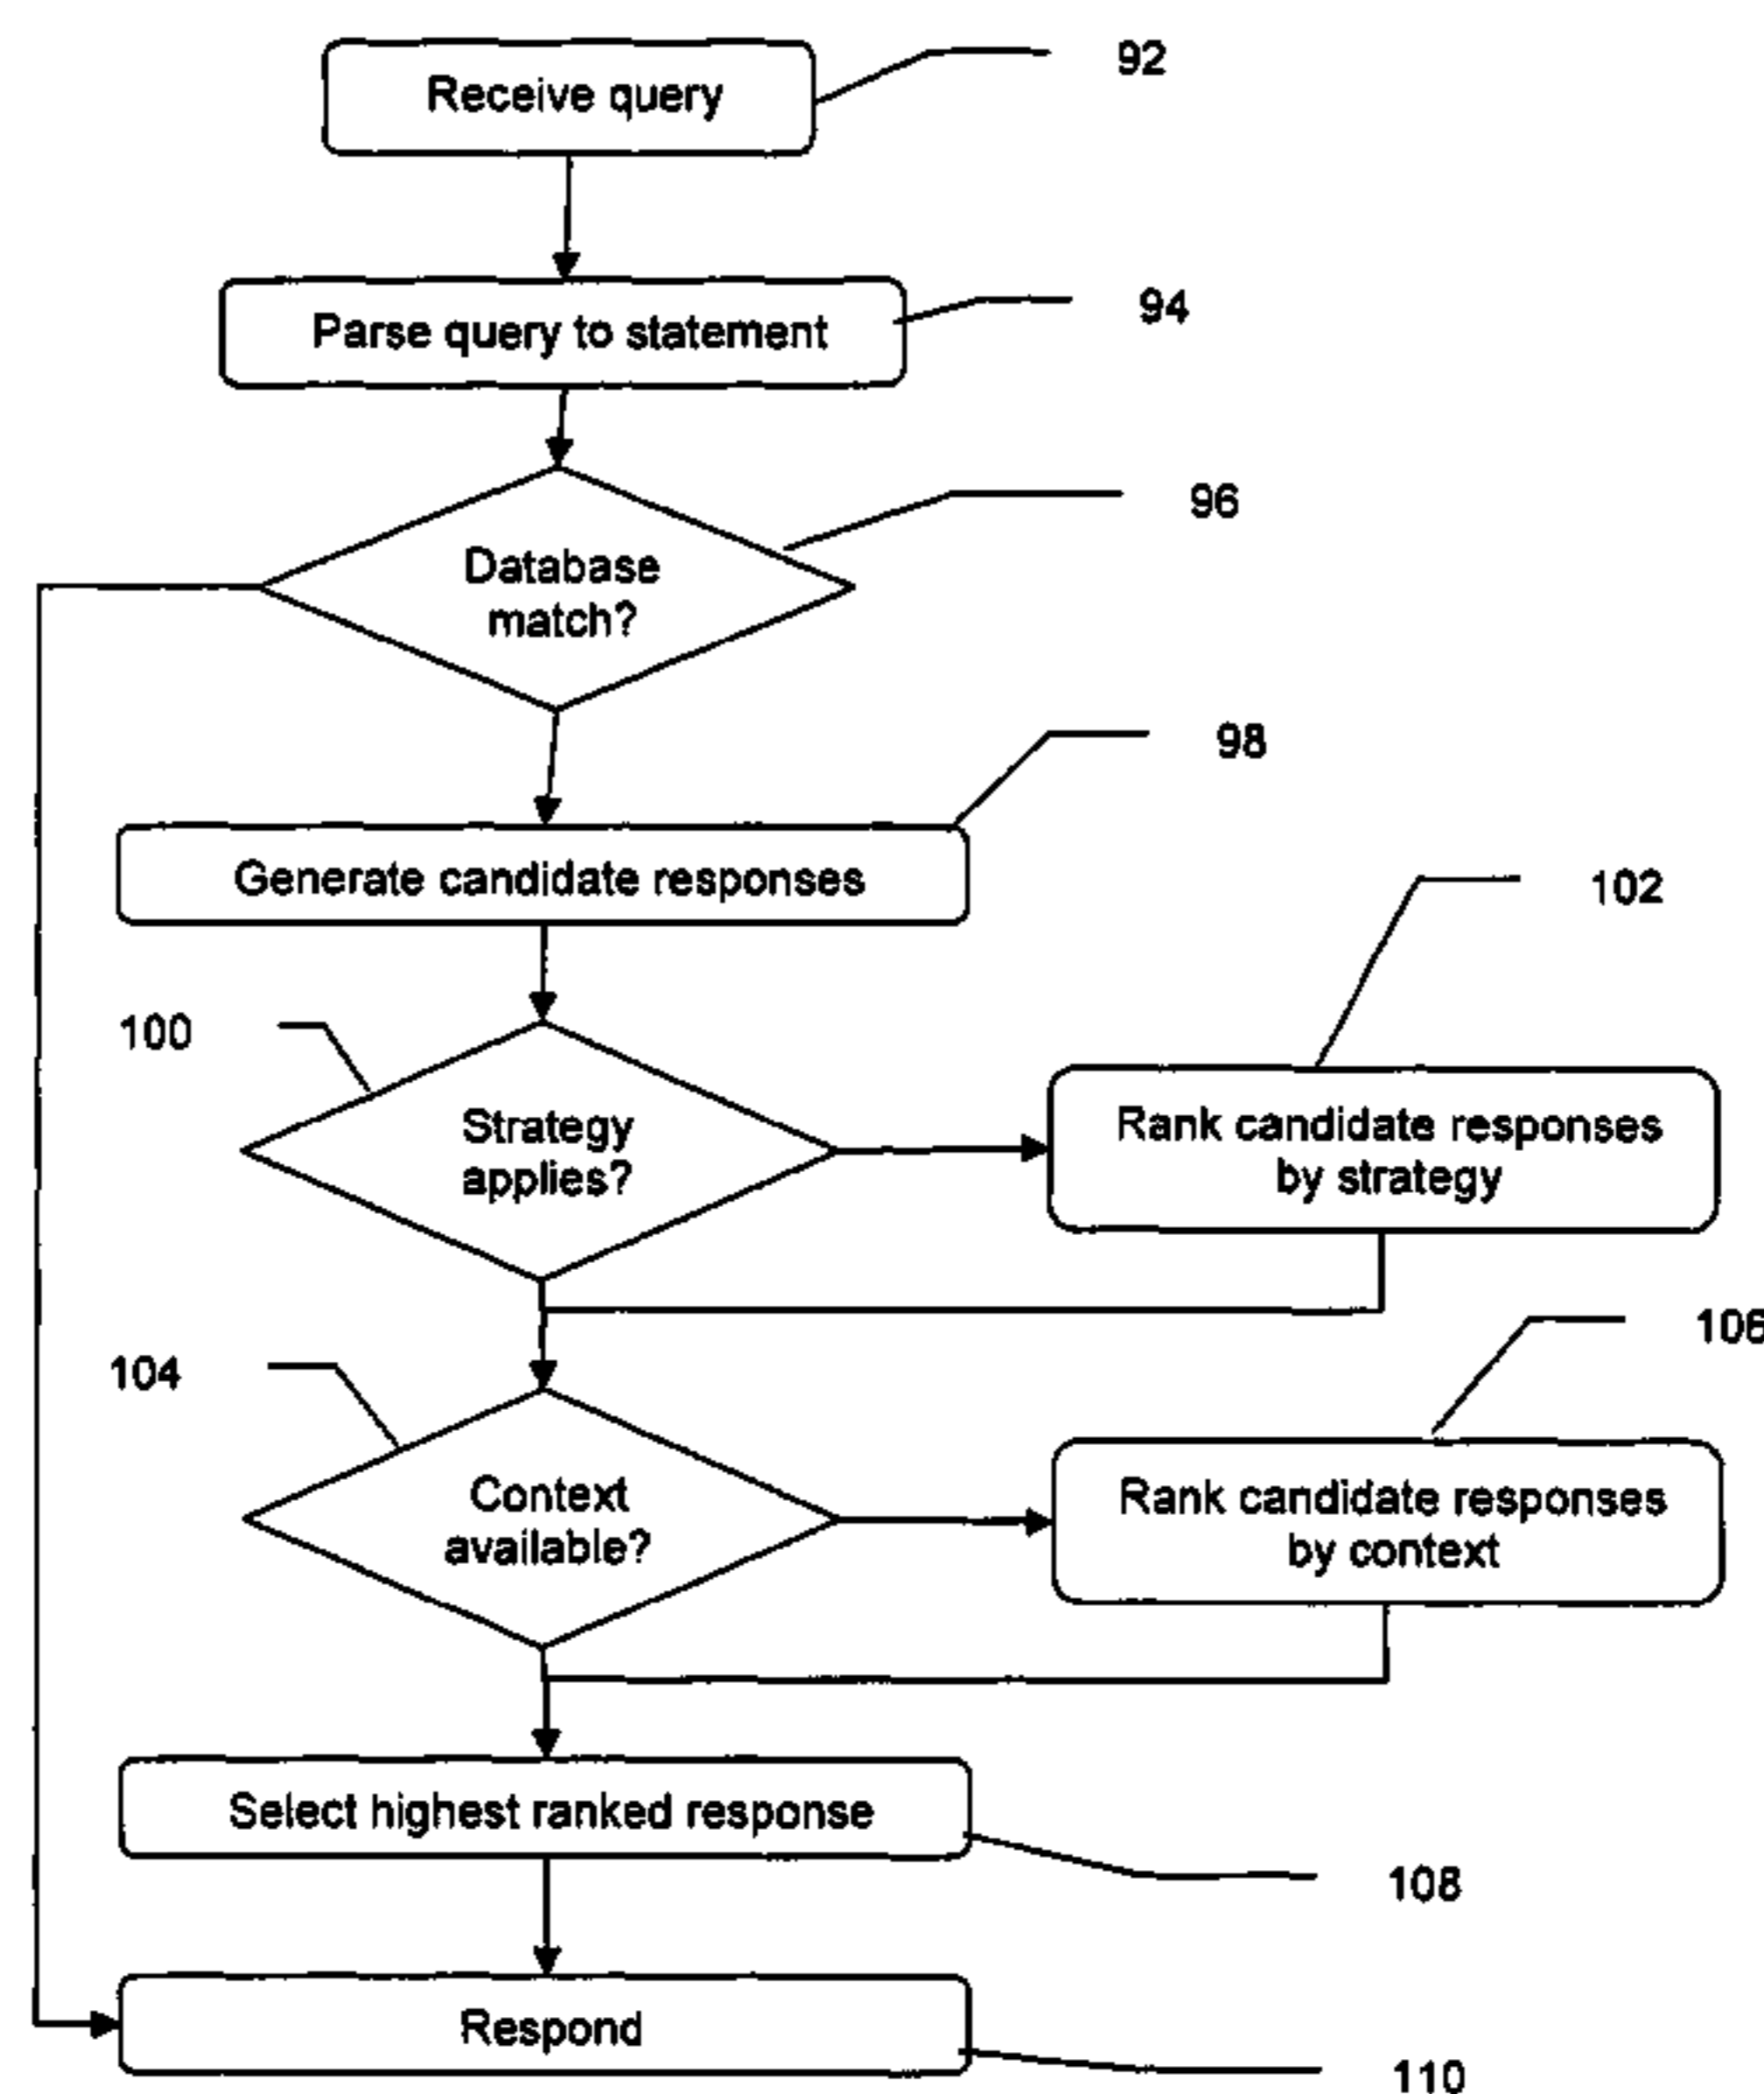 Receive query
92
Parse query to statement
94
96
Database
match?
98
Generate candidate responses
102
100
Strategy
applies?
Rank candidate responses
by strategy
106
104
Context
available?
Rank candidate responses
by context
Select highest ranked response
108
Respond
110